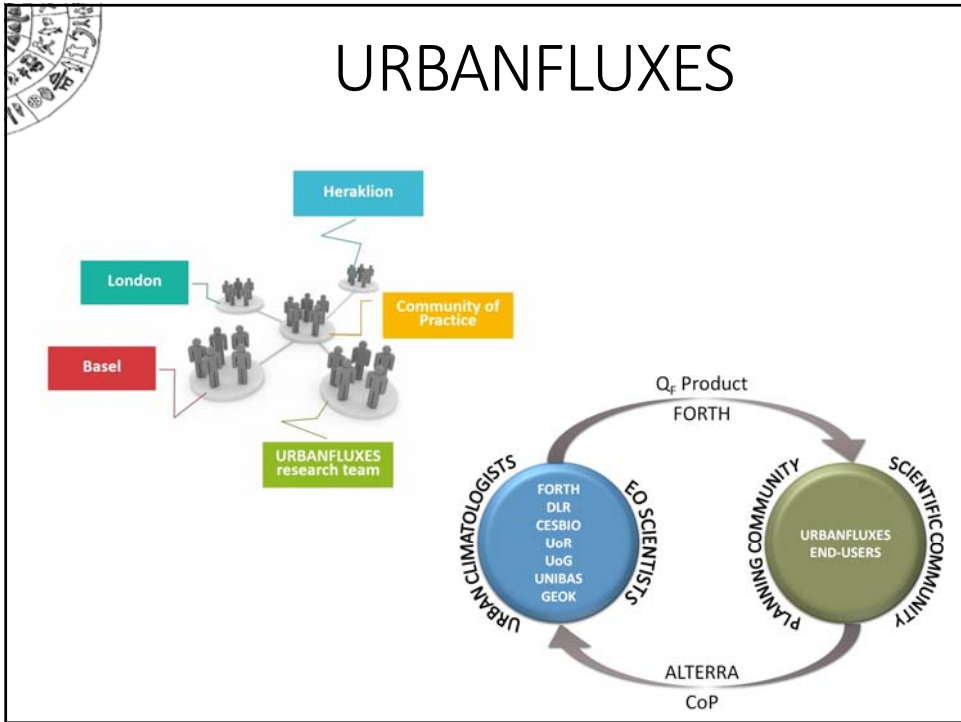 URBANFLUXES
Heraklion
London
Community of
Practice
Basel
URBANFLUXES
research team
Q_F Product
FORTH
URBAN CLIMATOLOGISTS
EO SCIENTISTS
FORTH
DLR
CESBIO
UoR
UoG
UNIBAS
GEOK
PLANNING COMMUNITY
SCIENTIFIC COMMUNITY
URBANFLUXES
END-USERS
ALTERRA
CoP